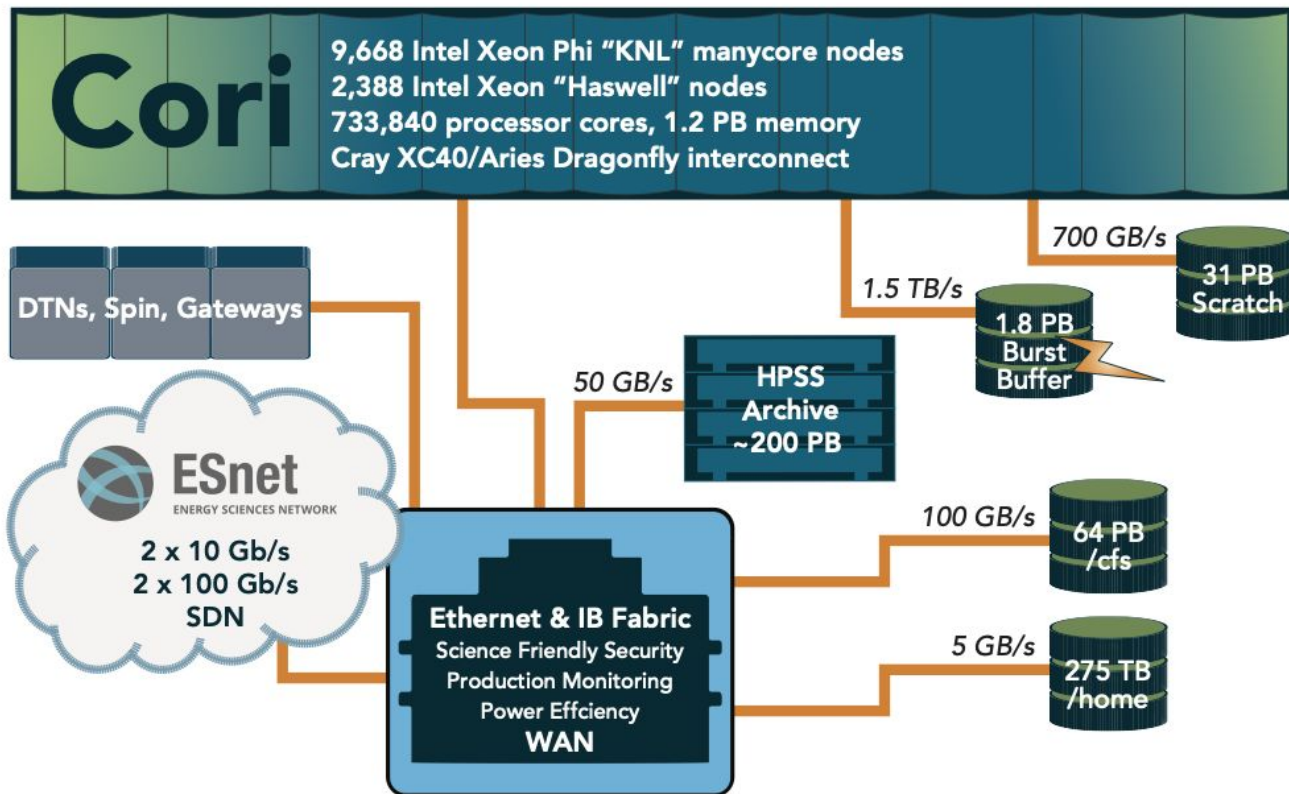 Cori
9,668 Intel Xeon Phi “KNL” manycore nodes
2,388 Intel Xeon “Haswell” nodes
733,840 processor cores, 1.2 PB memory
Cray XC40/Aries Dragonfly interconnect
700 GB/s
31 PB
Scratch
DTNs, Spin, Gateways
1.5 TB/s
1.8 PB
Burst
Buffer
50 GB/s
HPSS
Archive
~200 PB
ESnet
ENERGY SCIENCES NETWORK
2 x 10 Gb/s
2 x 100 Gb/s
SDN
100 GB/s
64 PB
/cfs
Ethernet & IB Fabric
Science Friendly Security
Production Monitoring
Power Effciency
WAN
5 GB/s
275 TB
/home